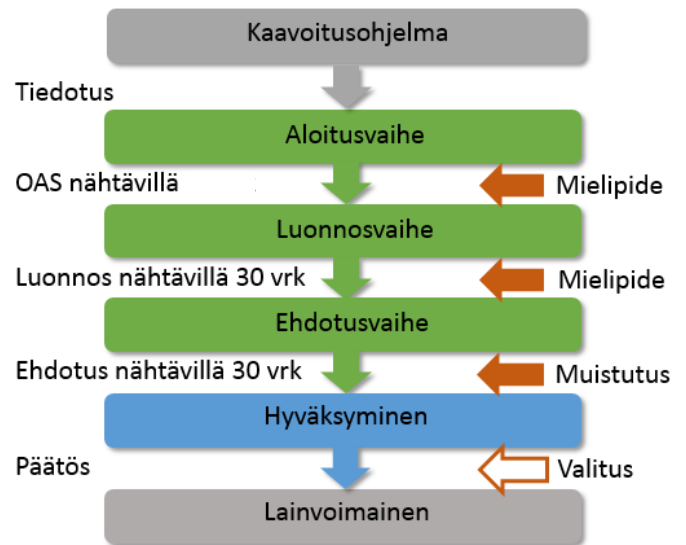 Kaavoitusohjelma
Tiedotus
Aloitusvaihe
OAS nähtävillä
Mielipide
Luonnosvaihe
Luonnos nähtävillä 30 vrk
Mielipide
Ehdotusvaihe
Ehdotus nähtävillä 30 vrk
Muistutus
Hyväksyminen
Päätös
Valitus
Lainvoimainen